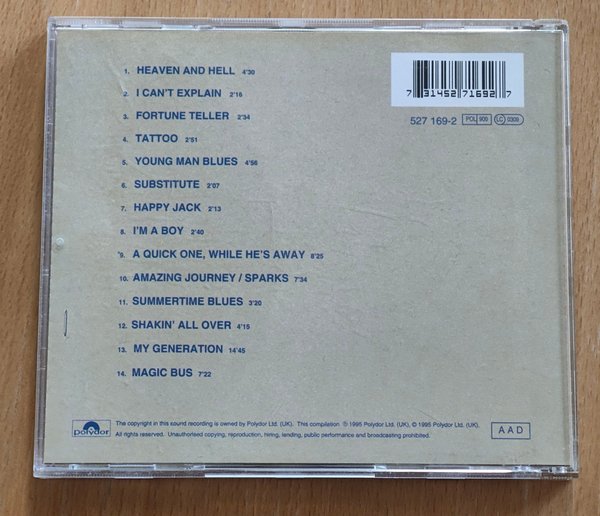 1. HEAVEN AND HELL 4'30
2. I CAN'T EXPLAIN 2'16
3. FORTUNE TELLER 2'34
4. TATTOO 2'51
5. YOUNG MAN BLUES 4'56
6. SUBSTITUTE 2'07
7. HAPPY JACK 2'13
8. I'M A BOY 2'40
9. A QUICK ONE, WHILE HE'S AWAY 8'25
10. AMAZING JOURNEY / SPARKS 7'34
11. SUMMERTIME BLUES 3'20
12. SHAKIN' ALL OVER 4'15
13. MY GENERATION 14'45
14. MAGIC BUS 7'22
7 31452 71692 7
527 169-2 POL 909 LC 0309
polydor
The copyright in this sound recording is owned by Polydor Ltd. (UK). This compilation ℗ 1995 Polydor Ltd. (UK), © 1995 Polydor Ltd. (UK).
All rights reserved. Unauthorised copying, reproduction, hiring, lending, public performance and broadcasting prohibited.
AAD